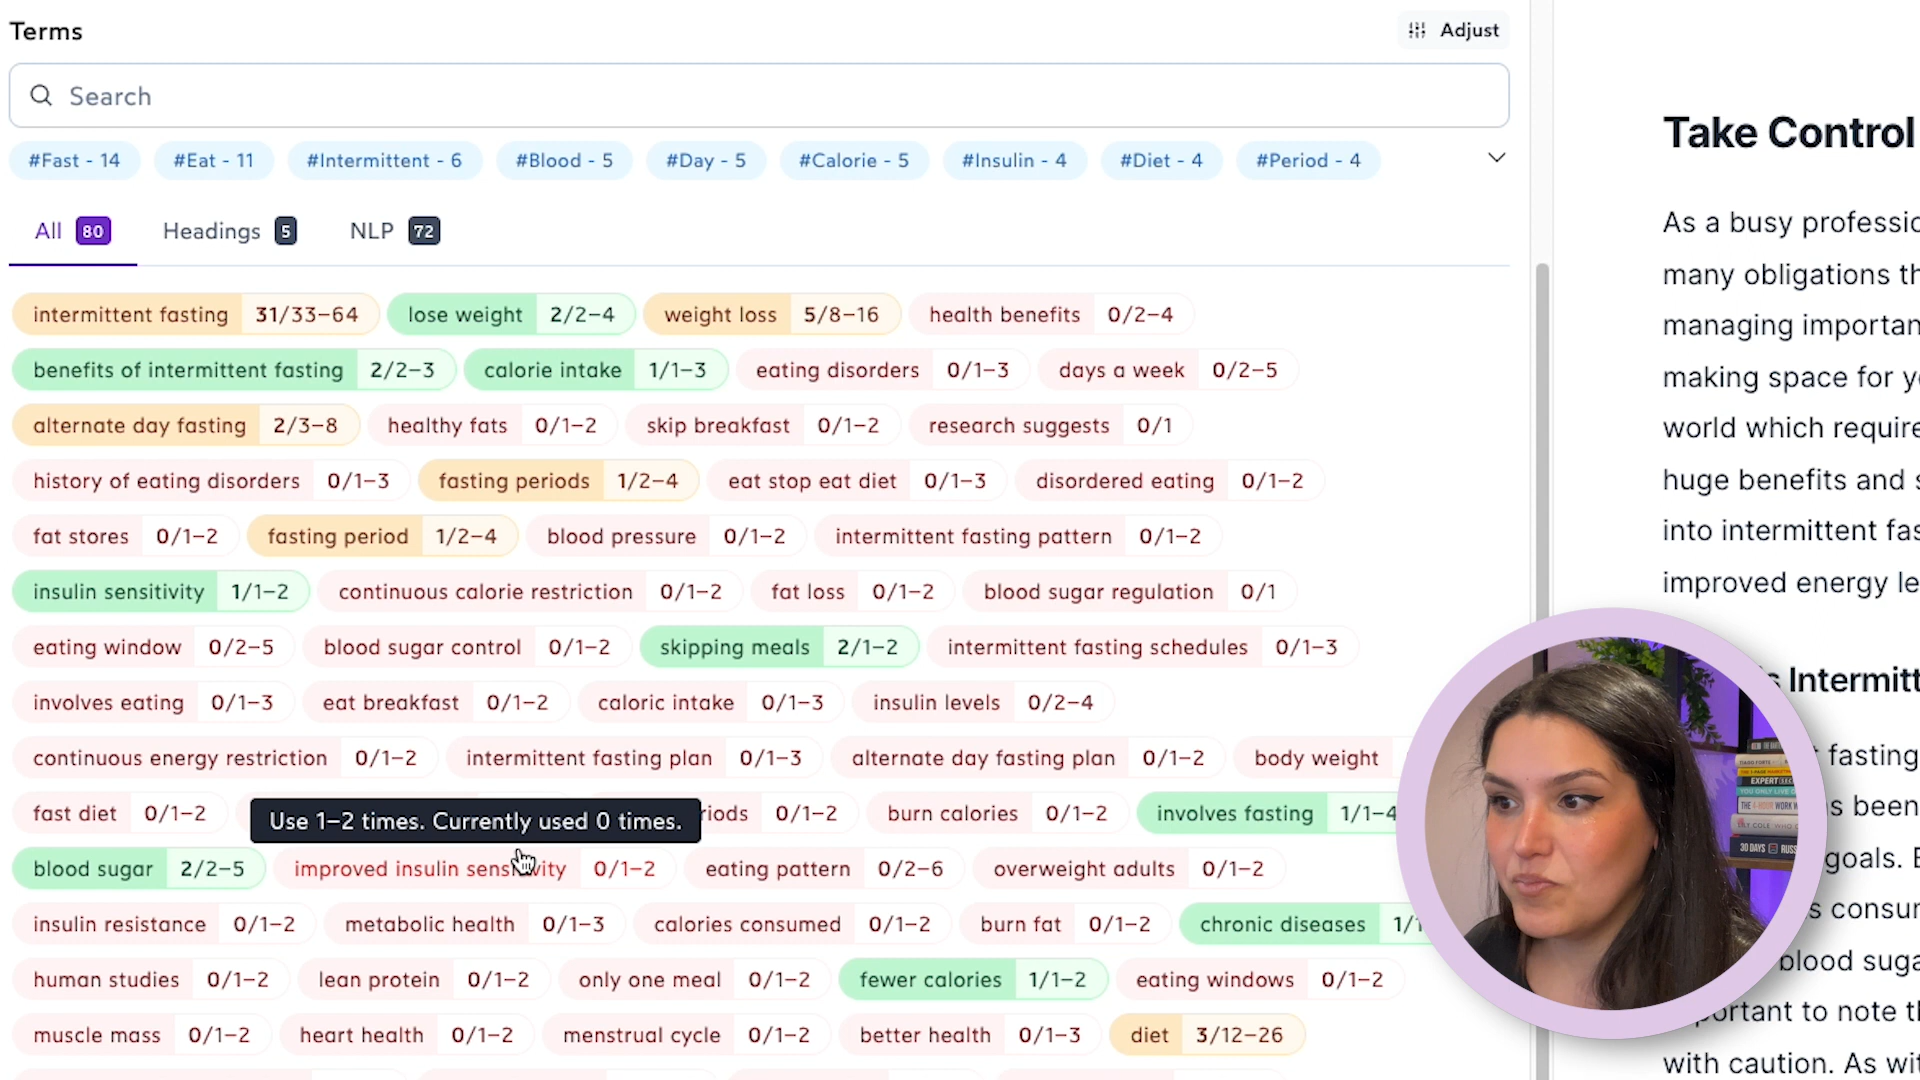 Terms
Adjust
Search
#Fast - 14 #Eat - 11 #Intermittent - 6 #Blood - 5 #Day - 5 #Calorie - 5 #Insulin - 4 #Diet - 4 #Period - 4
All 80 Headings 5 NLP 72
intermittent fasting 31/33–64 lose weight 2/2–4 weight loss 5/8–16 health benefits 0/2–4
benefits of intermittent fasting 2/2–3 calorie intake 1/1–3 eating disorders 0/1–3 days a week 0/2–5
alternate day fasting 2/3–8 healthy fats 0/1–2 skip breakfast 0/1–2 research suggests 0/1
history of eating disorders 0/1–3 fasting periods 1/2–4 eat stop eat diet 0/1–3 disordered eating 0/1–2
fat stores 0/1–2 fasting period 1/2–4 blood pressure 0/1–2 intermittent fasting pattern 0/1–2
insulin sensitivity 1/1–2 continuous calorie restriction 0/1–2 fat loss 0/1–2 blood sugar regulation 0/1
eating window 0/2–5 blood sugar control 0/1–2 skipping meals 2/1–2 intermittent fasting schedules 0/1–3
involves eating 0/1–3 eat breakfast 0/1–2 caloric intake 0/1–3 insulin levels 0/2–4
continuous energy restriction 0/1–2 intermittent fasting plan 0/1–3 alternate day fasting plan 0/1–2 body weight
fast diet 0/1–2 riods 0/1–2 burn calories 0/1–2 involves fasting 1/1–4
Use 1–2 times. Currently used 0 times.
blood sugar 2/2–5 improved insulin sensitivity 0/1–2 eating pattern 0/2–6 overweight adults 0/1–2
insulin resistance 0/1–2 metabolic health 0/1–3 calories consumed 0/1–2 burn fat 0/1–2 chronic diseases 1/1
human studies 0/1–2 lean protein 0/1–2 only one meal 0/1–2 fewer calories 1/1–2 eating windows 0/1–2
muscle mass 0/1–2 heart health 0/1–2 menstrual cycle 0/1–2 better health 0/1–3 diet 3/12–26
Take Control
As a busy professio
many obligations th
managing importan
making space for y
world which require
huge benefits and s
into intermittent fas
improved energy le
s Intermitt
fasting
s been
goals. E
s consum
blood suga
portant to note th
with caution. As wi
EXPERT
30 DAYS